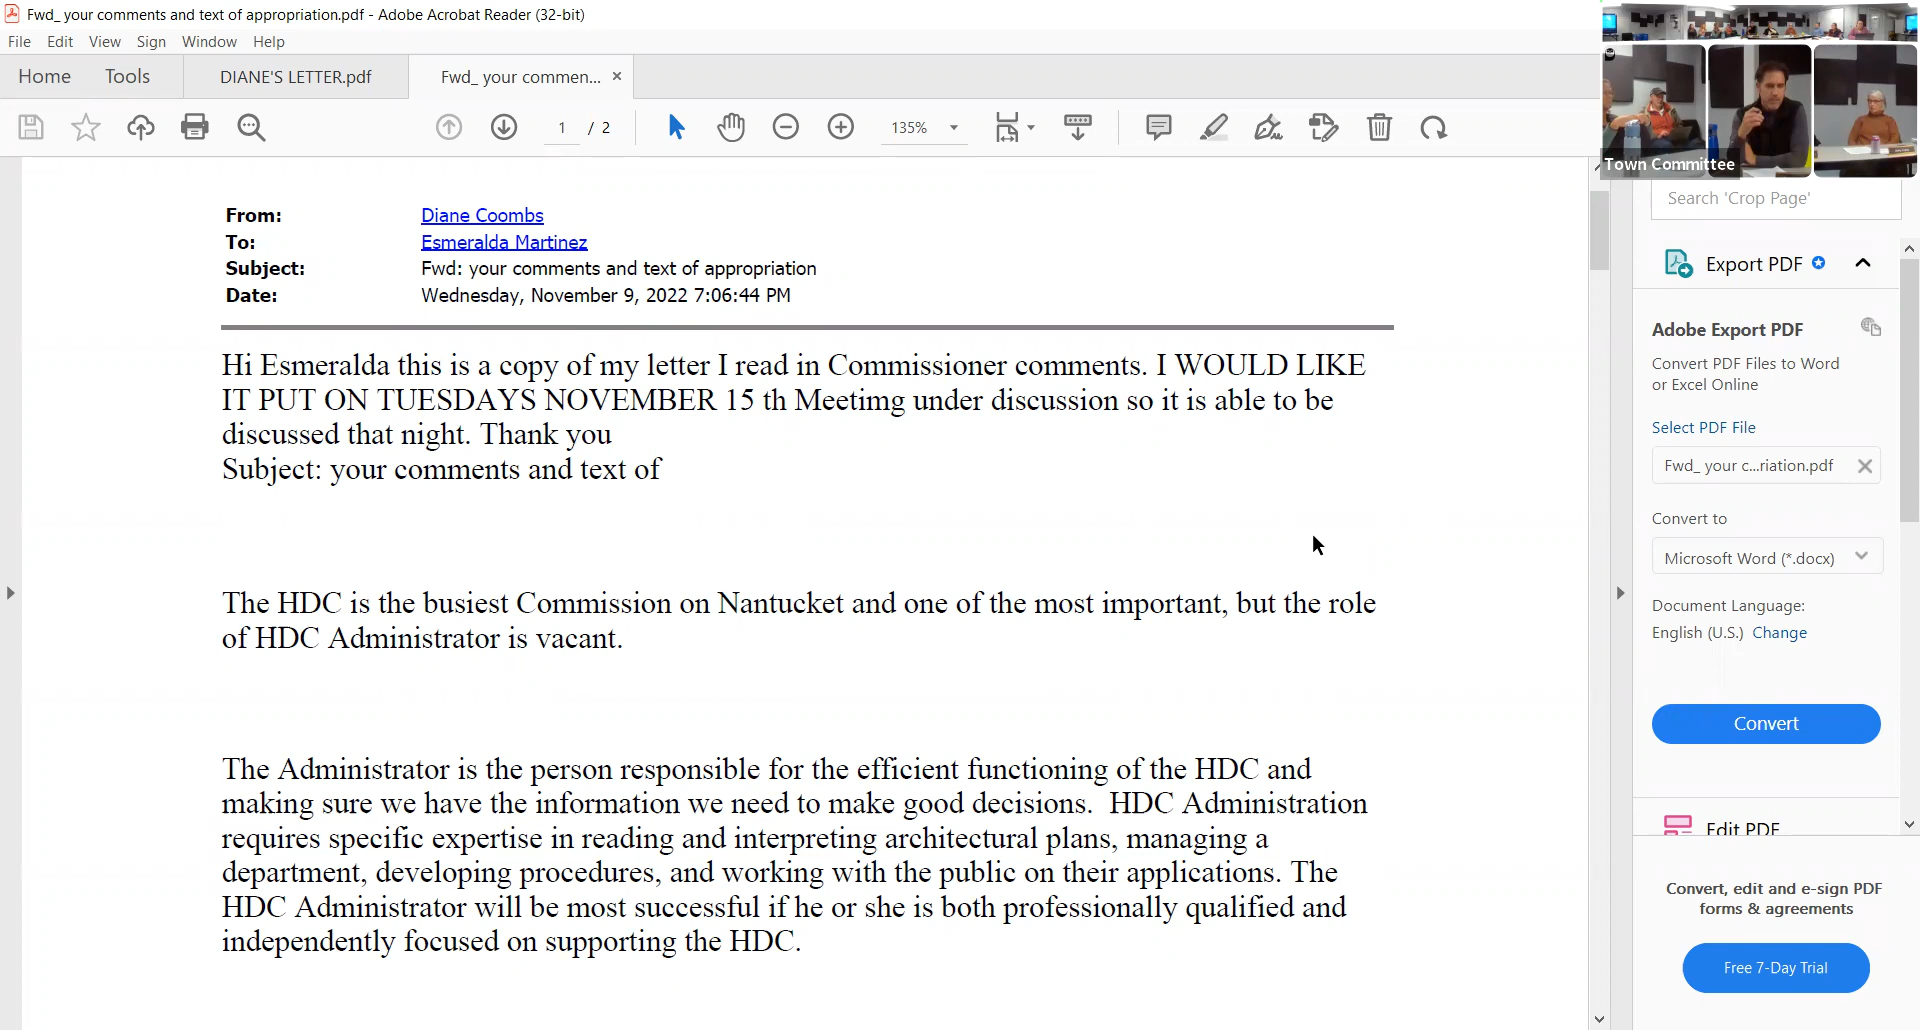 Fwd_ your comments and text of appropriation.pdf - Adobe Acrobat Reader (32-bit)
File Edit View Sign Window Help
Home Tools DIANE'S LETTER.pdf Fwd_ your commen... ×
1 / 2 135%
Town Committee
From: Diane Coombs
To: Esmeralda Martinez
Subject: Fwd: your comments and text of appropriation
Date: Wednesday, November 9, 2022 7:06:44 PM
Hi Esmeralda this is a copy of my letter I read in Commissioner comments. I WOULD LIKE
IT PUT ON TUESDAYS NOVEMBER 15 th Meetimg under discussion so it is able to be
discussed that night. Thank you
Subject: your comments and text of
The HDC is the busiest Commission on Nantucket and one of the most important, but the role
of HDC Administrator is vacant.
The Administrator is the person responsible for the efficient functioning of the HDC and
making sure we have the information we need to make good decisions.  HDC Administration
requires specific expertise in reading and interpreting architectural plans, managing a
department, developing procedures, and working with the public on their applications. The
HDC Administrator will be most successful if he or she is both professionally qualified and
independently focused on supporting the HDC.
Search 'Crop Page'
Export PDF
Adobe Export PDF
Convert PDF Files to Word
or Excel Online
Select PDF File
Fwd_ your c...riation.pdf
Convert to
Microsoft Word (*.docx)
Document Language:
English (U.S.) Change
Convert
Edit PDF
Convert, edit and e-sign PDF
forms & agreements
Free 7-Day Trial